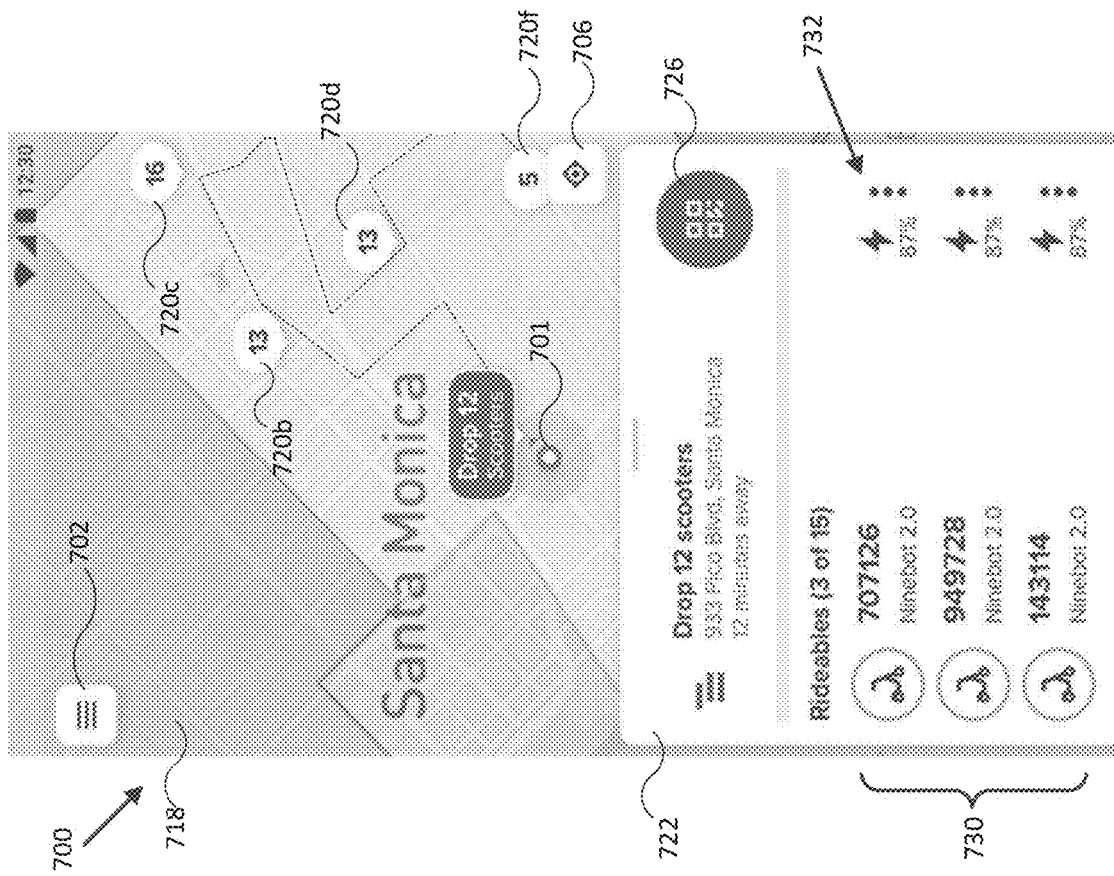 700
702
718
12:30
16
720c
720d
13
13
720b
Santa Monica
Drop 12
scooters
701
5
720f
706
722
Drop 12 scooters
933 Pico Blvd, Santa Monica
12 minutes away
726
Rideables (3 of 15)
732
730
707126
Ninebot 2.0
87%
949728
Ninebot 2.0
87%
143114
Ninebot 2.0
87%